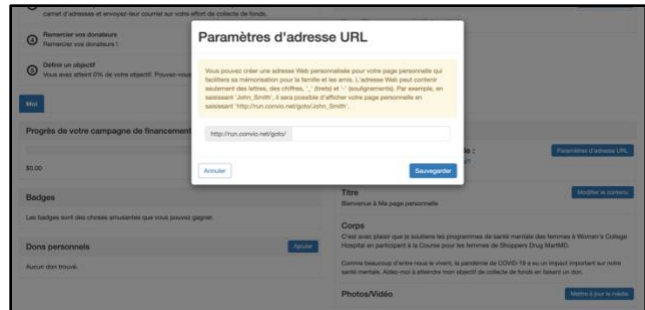 carnet d'adresses et envoyez-leur courriel sur votre effort de collecte de fonds.
4 Remercier vos donateurs
Remercier vos donateurs !
5 Définir un objectif
Vous avez atteint 0% de votre objectif. Pouvez-vous
Moi
Progrès de votre campagne de financement
$0.00
Badges
Les badges sont des choses amusantes que vous pouvez gagner.
Dons personnels
Ajouter
Aucun don trouvé.
Paramètres d'adresse URL
Vous pouvez créer une adresse Web personnalisée pour votre page personnelle qui
facilitera sa mémorisation pour la famille et les amis. L'adresse Web peut contenir
seulement des lettres, des chiffres, '_' (tirets) et '-' (soulignements). Par exemple, en
saisissant 'John_Smith', il sera possible d'afficher votre page personnelle en
saisissant 'http://run.convio.net/goto/John_Smith'.
http://run.convio.net/goto/
Annuler
Sauvegarder
Paramètres d'adresse URL
Titre
Modifier le contenu
Bienvenue à Ma page personnelle
Corps
C'est avec plaisir que je soutiens les programmes de santé mentale des femmes à Women's College
Hospital en participant à la Course pour les femmes de Shoppers Drug MartMD.
Comme beaucoup d'entre nous le vivent, la pandémie de COVID-19 a eu un impact important sur notre
santé mentale. Aidez-moi à atteindre mon objectif de collecte de fonds en faisant un don.
Photos/Vidéo
Mettre à jour le média